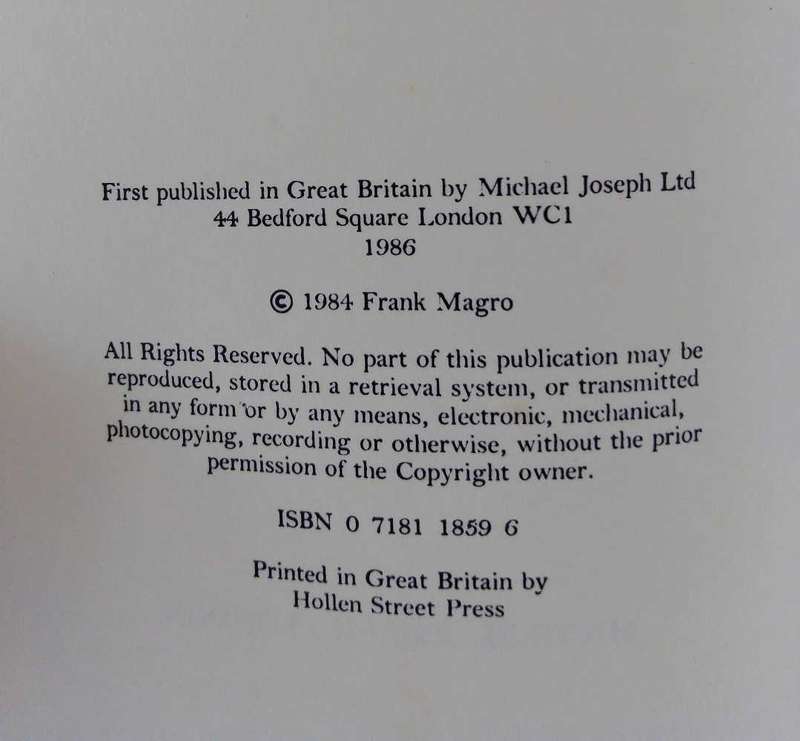 First published in Great Britain by Michael Joseph Ltd
44 Bedford Square London WC1
1986
© 1984 Frank Magro
All Rights Reserved. No part of this publication may be
reproduced, stored in a retrieval system, or transmitted
in any form or by any means, electronic, mechanical,
photocopying, recording or otherwise, without the prior
permission of the Copyright owner.
ISBN 0 7181 1859 6
Printed in Great Britain by
Hollen Street Press